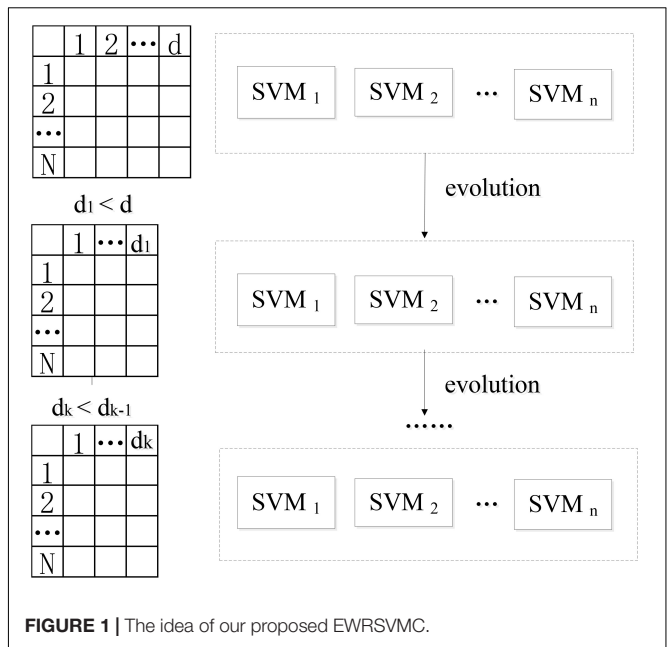 1 2 ··· d
1
2
···
N
SVM 1 SVM 2 ··· SVM n
evolution
d1 < d
1 ··· d1
1
2
···
N
SVM 1 SVM 2 ··· SVM n
evolution
······
dk < dk-1
1 ··· dk
1
2
···
N
SVM 1 SVM 2 ··· SVM n
FIGURE 1 | The idea of our proposed EWRSVMC.